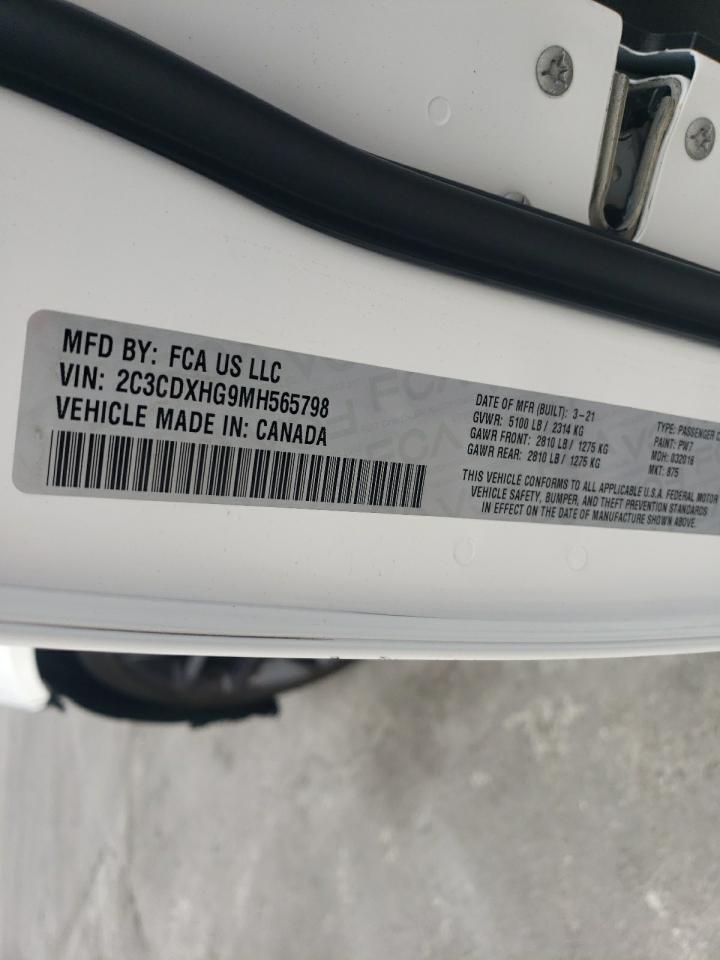 MFD BY: FCA US LLC
VIN: 2C3CDXHG9MH565798
VEHICLE MADE IN: CANADA
DATE OF MFR (BUILT): 3-21
GVWR: 5100 LB / 2314 KG
GAWR FRONT: 2810 LB / 1275 KG
GAWR REAR: 2810 LB / 1275 KG
TYPE: PASSENGER C
PAINT: PW7
MDH: 032016
MKT: 875
THIS VEHICLE CONFORMS TO ALL APPLICABLE U.S.A. FEDERAL MOTOR
VEHICLE SAFETY, BUMPER, AND THEFT PREVENTION STANDARDS
IN EFFECT ON THE DATE OF MANUFACTURE SHOWN ABOVE.